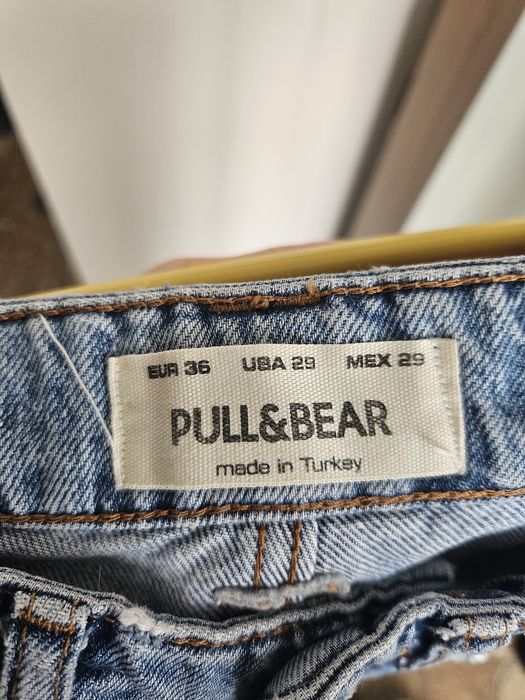 EUR 36 USA 29 MEX 29
PULL&BEAR
made in Turkey